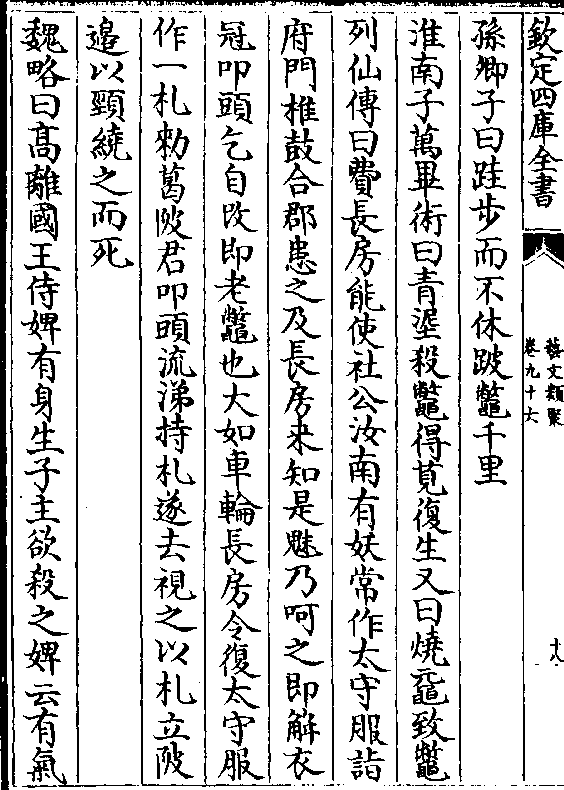 欽定四庫全書
藝文類聚
卷九十六
十八
孫卿子曰跬步而不休跛鼈千里
淮南子萬畢術曰青埿殺鼈得莧復生又曰燒黿致鼈
列仙傳曰費長房能使社公汝南有妖常作太守服詣
府門椎鼓合郡患之及長房来知是魅乃呵之即解衣
冠叩頭乞自改即老鼈也大如車輪長房令復太守服
作一札勑葛陂君叩頭流涕持札遂去視之以札立陂
邉以頸繞之而死
魏略曰髙離國王侍婢有身生子主欲殺之婢云有氣